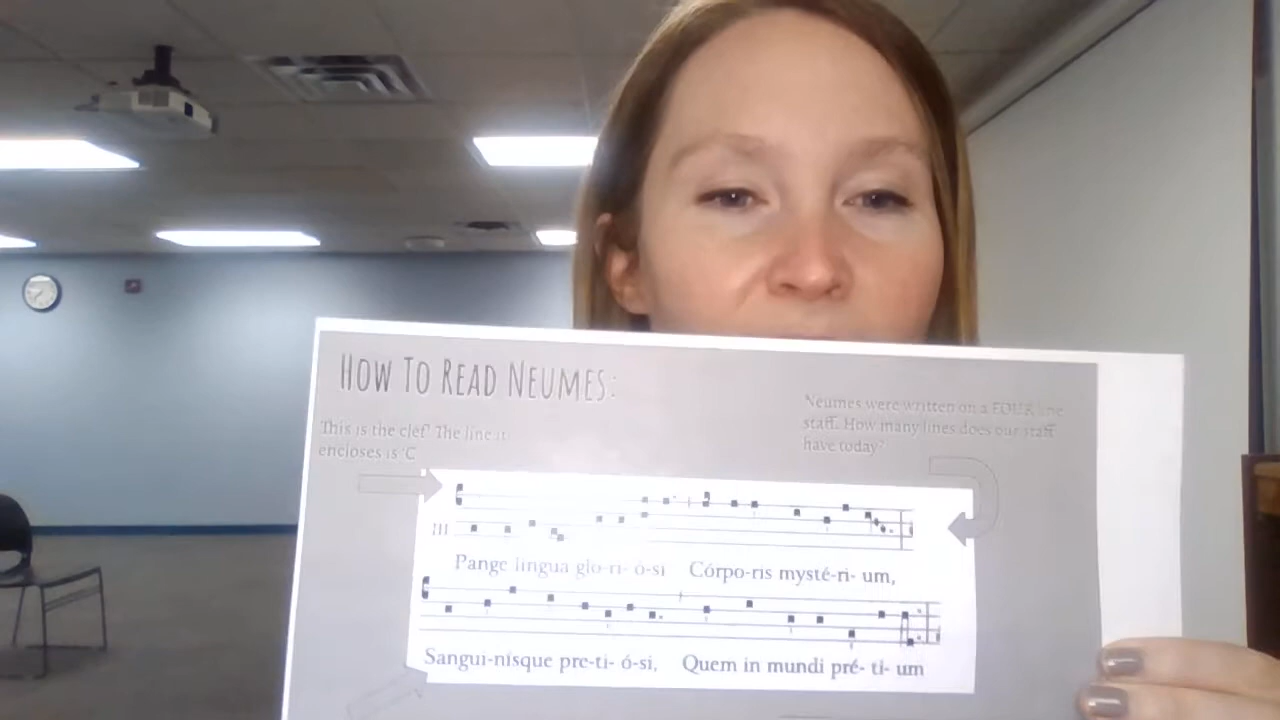 HOW TO READ NEUMES:
This is the clef! The line it
encloses is 'C
Neumes were written on a FOUR line
staff. How many lines does our staff
have today?
III
Pange língua glo-ri- ó-si Córpo-ris mysté-ri- um,
Sangui-nísque pre-ti- ó-si, Quem in mundi pré- ti- um